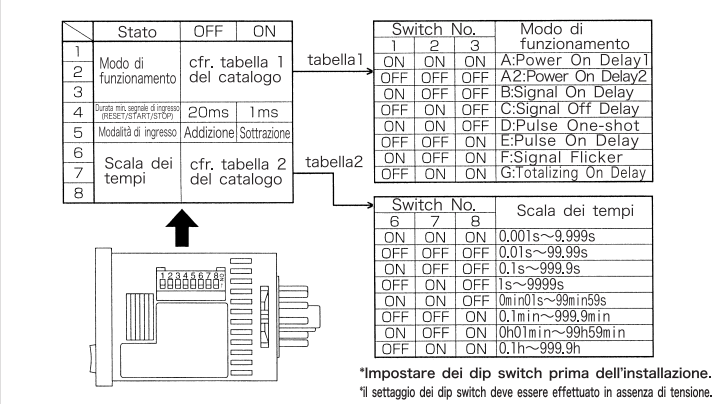 Stato OFF ON
1
2 Modo di funzionamento cfr. tabella 1 del catalogo
3
4 Durata min. segnale di ingresso (RESET/START/STOP) 20ms 1ms
5 Modalità di ingresso Addizione Sottrazione
6
7 Scala dei tempi cfr. tabella 2 del catalogo
8
tabella1
tabella2
Switch No. Modo di funzionamento
1 2 3
ON ON ON A:Power On Delay1
OFF OFF OFF A2:Power On Delay2
ON OFF OFF B:Signal On Delay
OFF ON OFF C:Signal Off Delay
ON ON OFF D:Pulse One-shot
OFF OFF ON E:Pulse On Delay
ON OFF ON F:Signal Flicker
OFF ON ON G:Totalizing On Delay
Switch No. Scala dei tempi
6 7 8
ON ON ON 0.001s～9.999s
OFF OFF OFF 0.01s～99.99s
ON OFF OFF 0.1s～999.9s
OFF ON OFF 1s～9999s
ON ON OFF 0min01s～99min59s
OFF OFF ON 0.1min～999.9min
ON OFF ON 0h01min～99h59min
OFF ON ON 0.1h～999.9h
1 2 3 4 5 6 7 8
*Impostare dei dip switch prima dell'installazione.
*il settaggio dei dip switch deve essere effettuato in assenza di tensione.